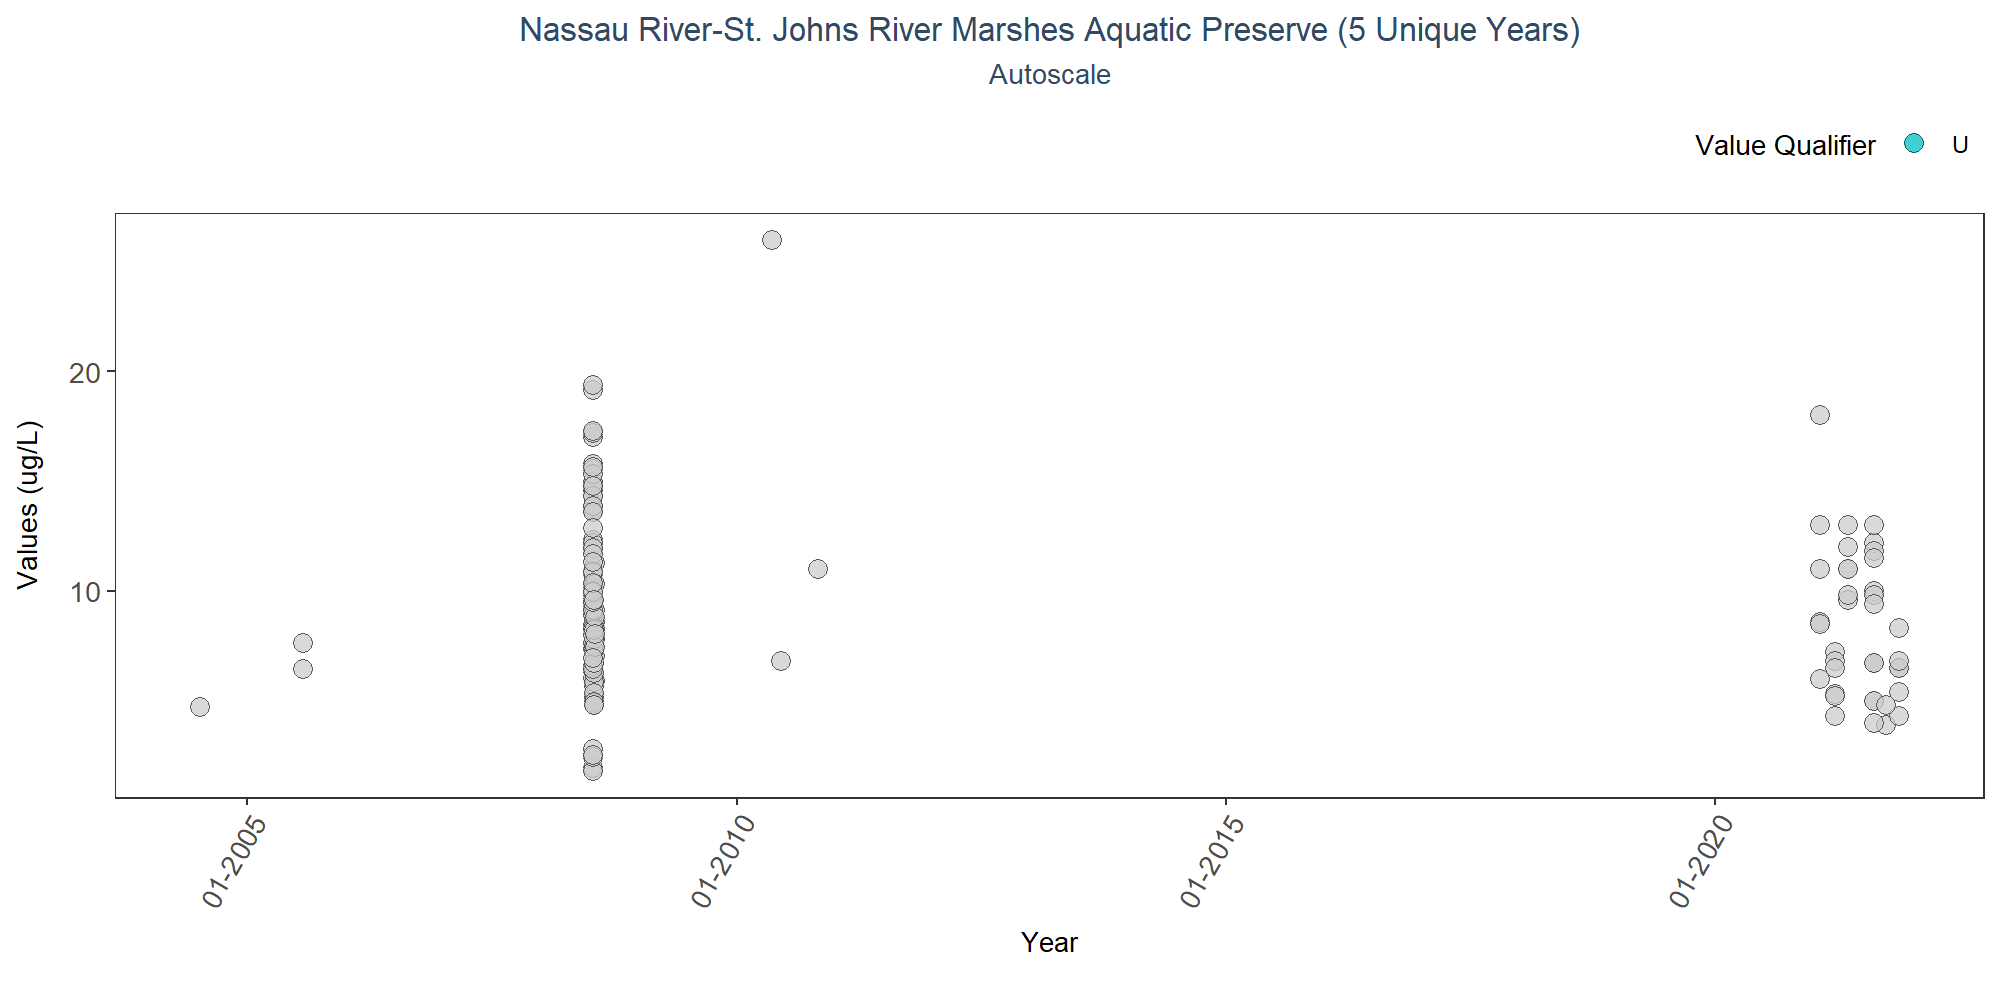 Nassau River-St. Johns River Marshes Aquatic Preserve (5 Unique Years)
Autoscale
Value Qualifier U
Values (ug/L)
20
10
01-2005 01-2010 01-2015 01-2020
Year